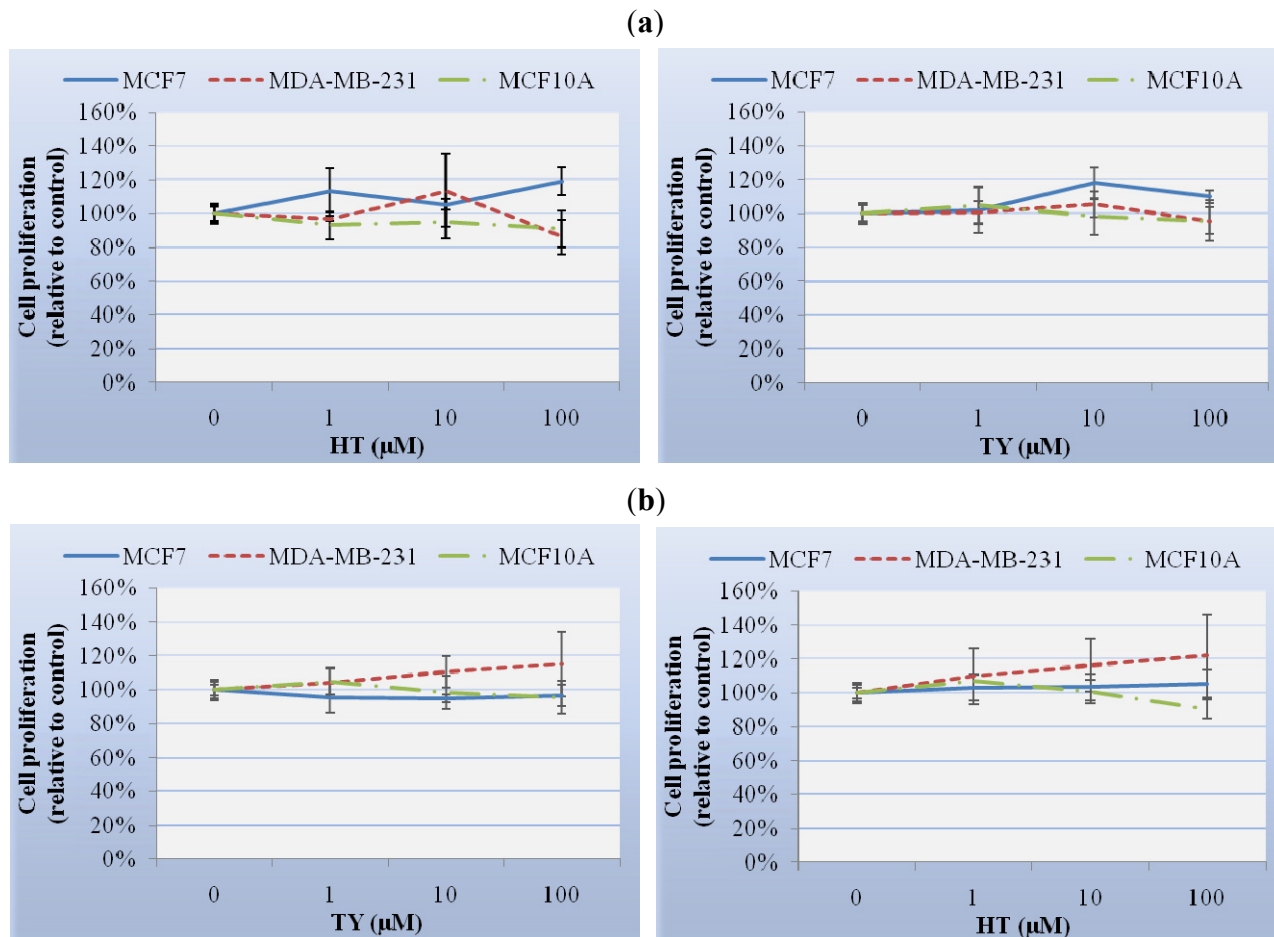 (a)
MCF7 MDA-MB-231 MCF10A
160%
140%
120%
100%
80%
60%
40%
20%
0%
Cell proliferation
(relative to control)
0 1 10 100
HT (µM)
MCF7 MDA-MB-231 MCF10A
160%
140%
120%
100%
80%
60%
40%
20%
0%
Cell proliferation
(relative to control)
0 1 10 100
TY (µM)
(b)
MCF7 MDA-MB-231 MCF10A
160%
140%
120%
100%
80%
60%
40%
20%
0%
Cell proliferation
(relative to control)
0 1 10 100
TY (µM)
MCF7 MDA-MB-231 MCF10A
160%
140%
120%
100%
80%
60%
40%
20%
0%
Cell proliferation
(relative to control)
0 1 10 100
HT (µM)